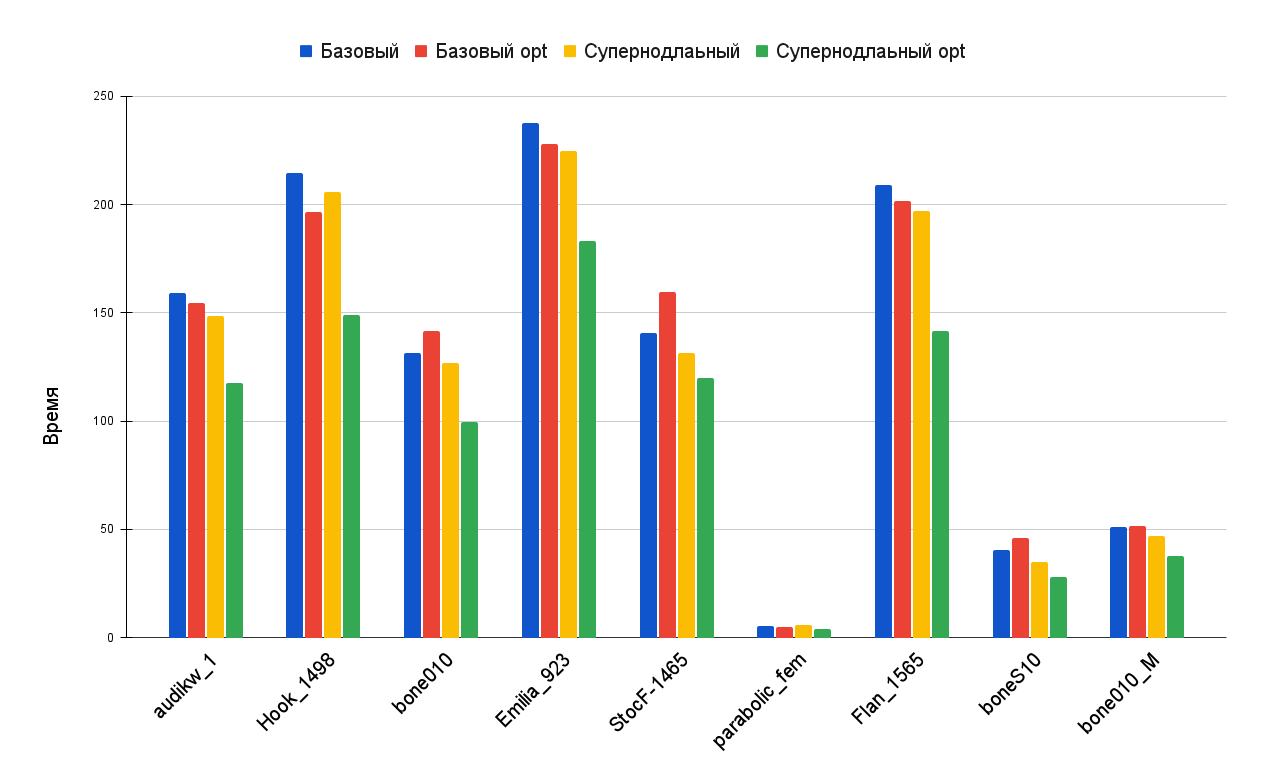 Базовый Базовый opt Супернодлаьный Супернодлаьный opt
250
200
150
100
50
0
Время
audikw_1 Hook_1498 bone010 Emilia_923 StocF-1465 parabolic_fem Flan_1565 boneS10 bone010_M